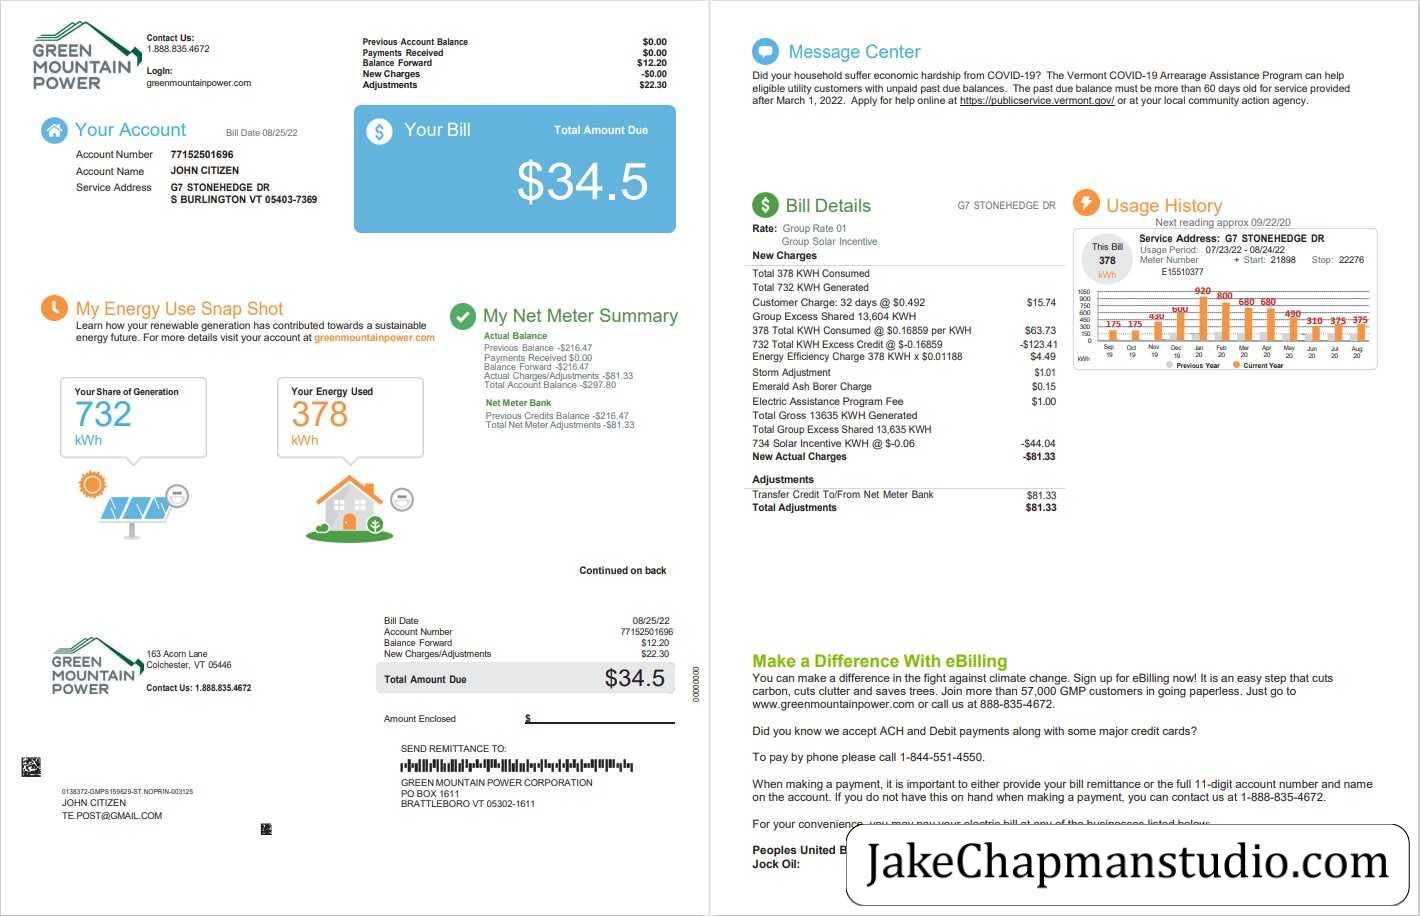 GREEN
MOUNTAIN
POWER
Contact Us:
1.888.835.4672
LogIn:
greenmountainpower.com
Previous Account Balance $0.00
Payments Received $0.00
Balance Forward $12.20
New Charges -$0.00
Adjustments $22.30
Your Account Bill Date 08/25/22
Account Number 77152501696
Account Name JOHN CITIZEN
Service Address G7 STONEHEDGE DR
S BURLINGTON VT 05403-7369
Your Bill Total Amount Due
$34.5
My Energy Use Snap Shot
Learn how your renewable generation has contributed towards a sustainable
energy future. For more details visit your account at greenmountainpower.com
Your Share of Generation
732
kWh
Your Energy Used
378
kWh
My Net Meter Summary
Actual Balance
Previous Balance -$216.47
Payments Received $0.00
Balance Forward -$216.47
Actual Charges/Adjustments -$81.33
Total Account Balance -$297.80
Net Meter Bank
Previous Credits Balance -$216.47
Total Net Meter Adjustments -$81.33
Continued on back
GREEN
MOUNTAIN
POWER
163 Acorn Lane
Colchester, VT 05446
Contact Us: 1.888.835.4672
Bill Date 08/25/22
Account Number 77152501696
Balance Forward $12.20
New Charges/Adjustments $22.30
Total Amount Due $34.5
00000000
Amount Enclosed $
SEND REMITTANCE TO:
GREEN MOUNTAIN POWER CORPORATION
PO BOX 1611
BRATTLEBORO VT 05302-1611
0138372-GMPS159629-ST.NOPRIN-003125
JOHN CITIZEN
TE.POST@GMAIL.COM
Message Center
Did your household suffer economic hardship from COVID-19? The Vermont COVID-19 Arrearage Assistance Program can help
eligible utility customers with unpaid past due balances. The past due balance must be more than 60 days old for service provided
after March 1, 2022. Apply for help online at https://publicservice.vermont.gov/ or at your local community action agency.
Bill Details G7 STONEHEDGE DR
Rate: Group Rate 01
Group Solar Incentive
New Charges
Total 378 KWH Consumed
Total 732 KWH Generated
Customer Charge: 32 days @ $0.492 $15.74
Group Excess Shared 13,604 KWH
378 Total KWH Consumed @ $0.16859 per KWH $63.73
732 Total KWH Excess Credit @ $-0.16859 -$123.41
Energy Efficiency Charge 378 KWH x $0.01188 $4.49
Storm Adjustment $1.01
Emerald Ash Borer Charge $0.15
Electric Assistance Program Fee $1.00
Total Gross 13635 KWH Generated
Total Group Excess Shared 13,635 KWH
734 Solar Incentive KWH @ $-0.06 -$44.04
New Actual Charges -$81.33
Adjustments
Transfer Credit To/From Net Meter Bank $81.33
Total Adjustments $81.33
Usage History
Next reading approx 09/22/20
This Bill
378
kWh
Service Address: G7 STONEHEDGE DR
Usage Period: 07/23/22 - 08/24/22
Meter Number + Start: 21898 Stop: 22276
E15510377
1050
900
750
600
450
300
150
0
kWh
175 175 430 600 920 800 680 680 490 310 375 375
Sep Oct Nov Dec Jan Feb Mar Apr May Jun Jul Aug
19 19 19 19 20 20 20 20 20 20 20 20
Previous Year Current Year
Make a Difference With eBilling
You can make a difference in the fight against climate change. Sign up for eBilling now! It is an easy step that cuts
carbon, cuts clutter and saves trees. Join more than 57,000 GMP customers in going paperless. Just go to
www.greenmountainpower.com or call us at 888-835-4672.
Did you know we accept ACH and Debit payments along with some major credit cards?
To pay by phone please call 1-844-551-4550.
When making a payment, it is important to either provide your bill remittance or the full 11-digit account number and name
on the account. If you do not have this on hand when making a payment, you can contact us at 1-888-835-4672.
For your convenience, you may pay your electric bill at any of the businesses listed below.
Peoples United B
Jock Oil:
JakeChapmanstudio.com